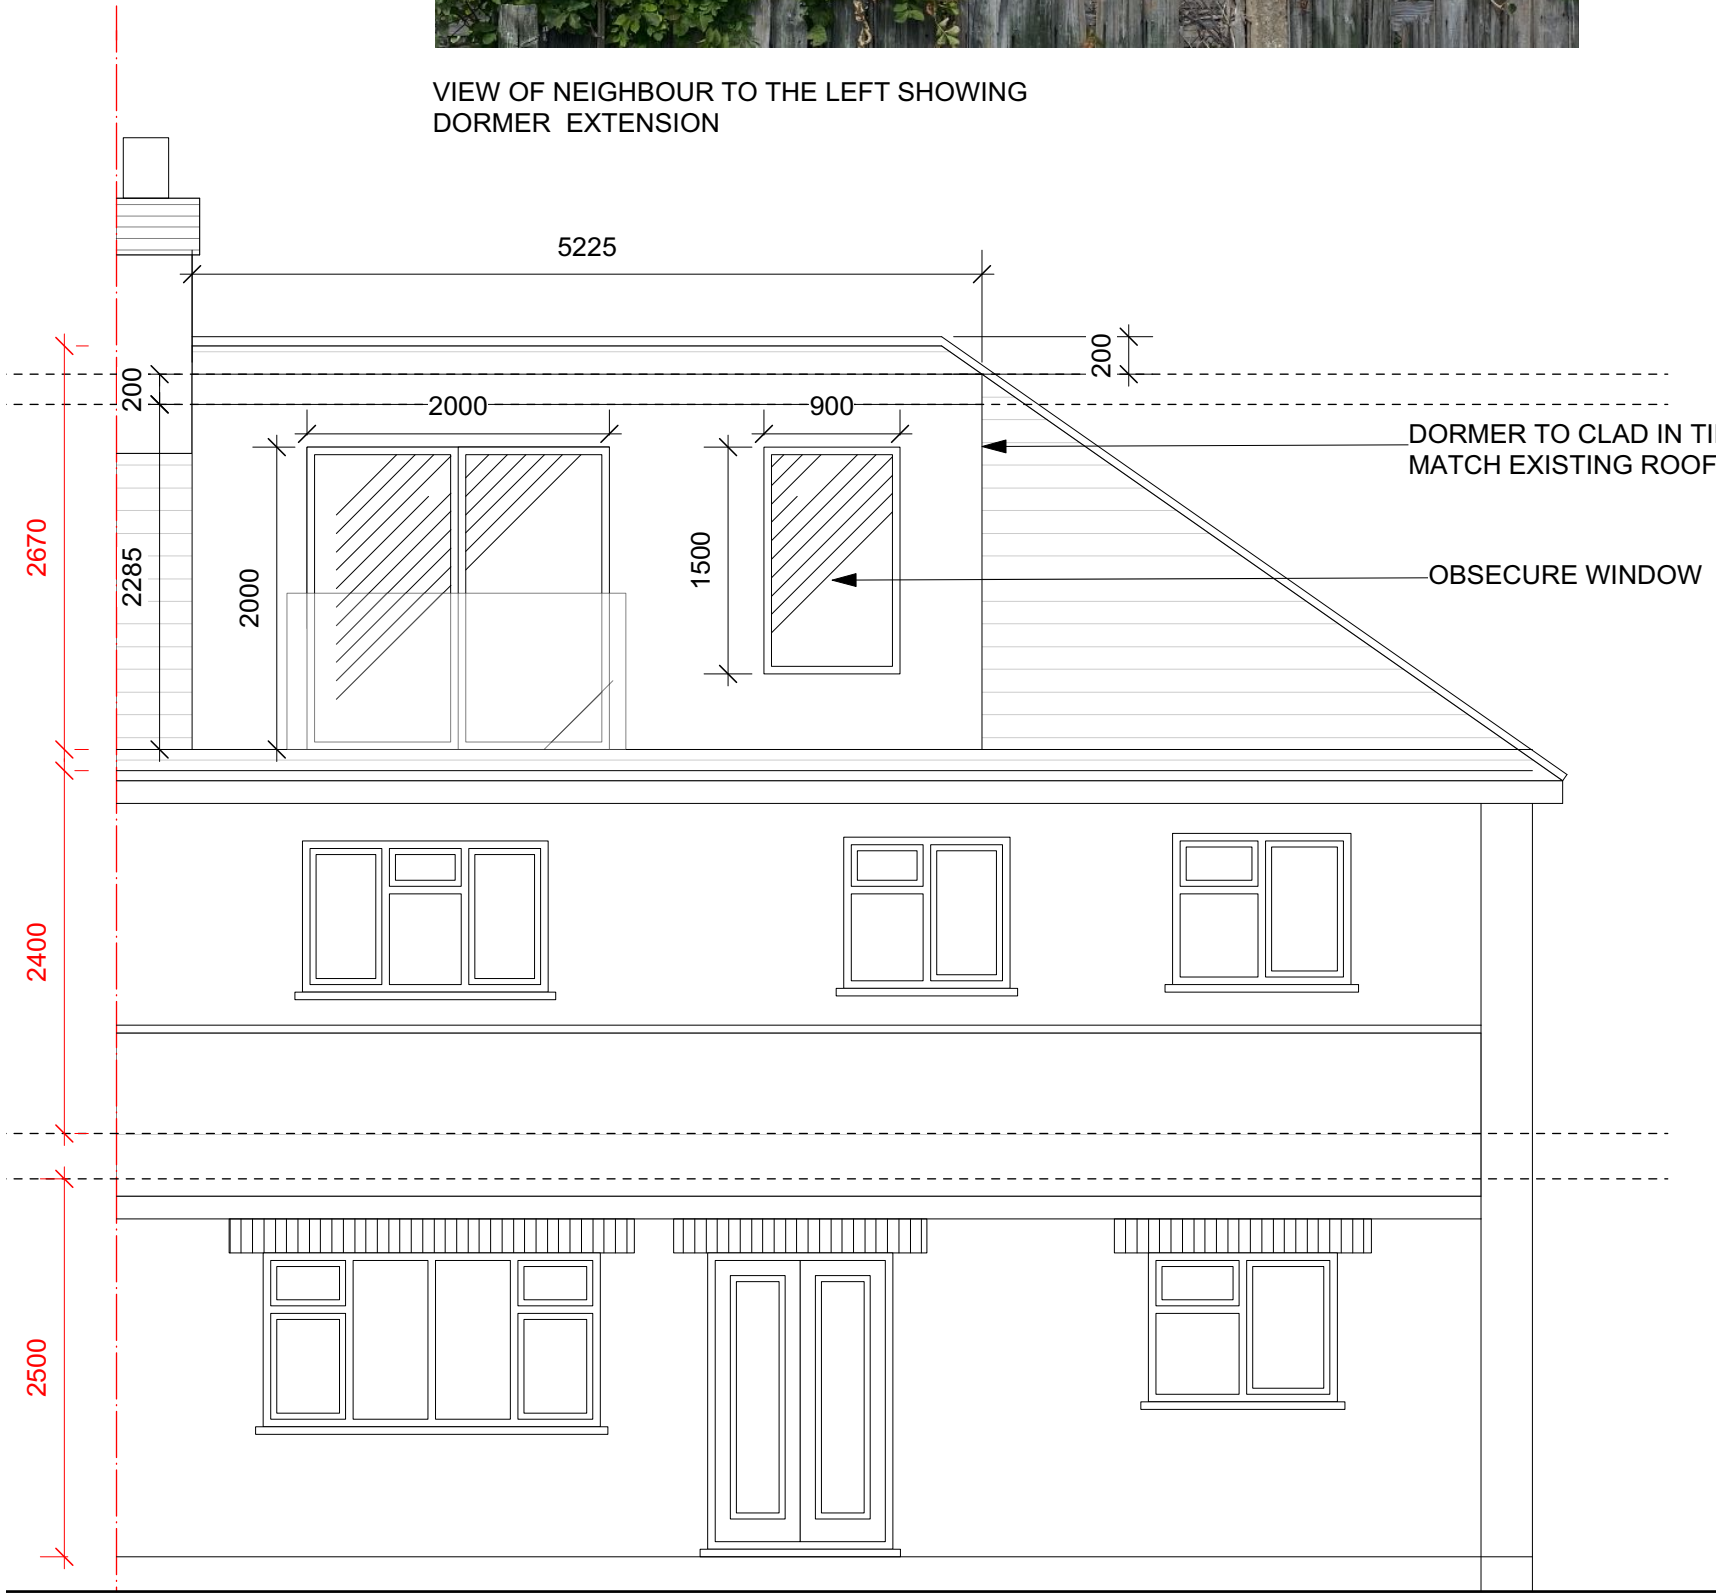 VIEW OF NEIGHBOUR TO THE LEFT SHOWING
DORMER EXTENSION
5225
200
200
2000
900
DORMER TO CLAD IN
MATCH EXISTING ROOF
2670
2285
2000
1500
OBSECURE WINDOW
2400
2500